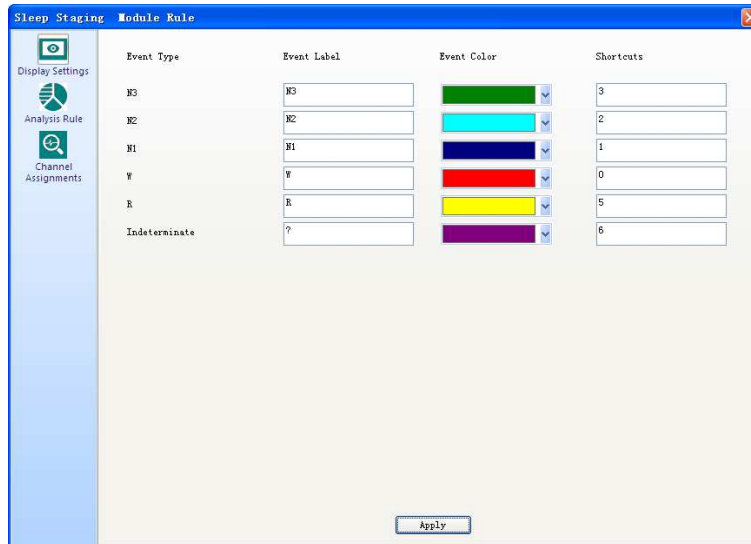 Sleep Staging Module Rule
Display Settings
Analysis Rule
Channel
Assignments
Event Type Event Label Event Color Shortcuts
N3 N3 3
N2 N2 2
N1 N1 1
W W 0
R R 5
Indeterminate ? 6
Apply